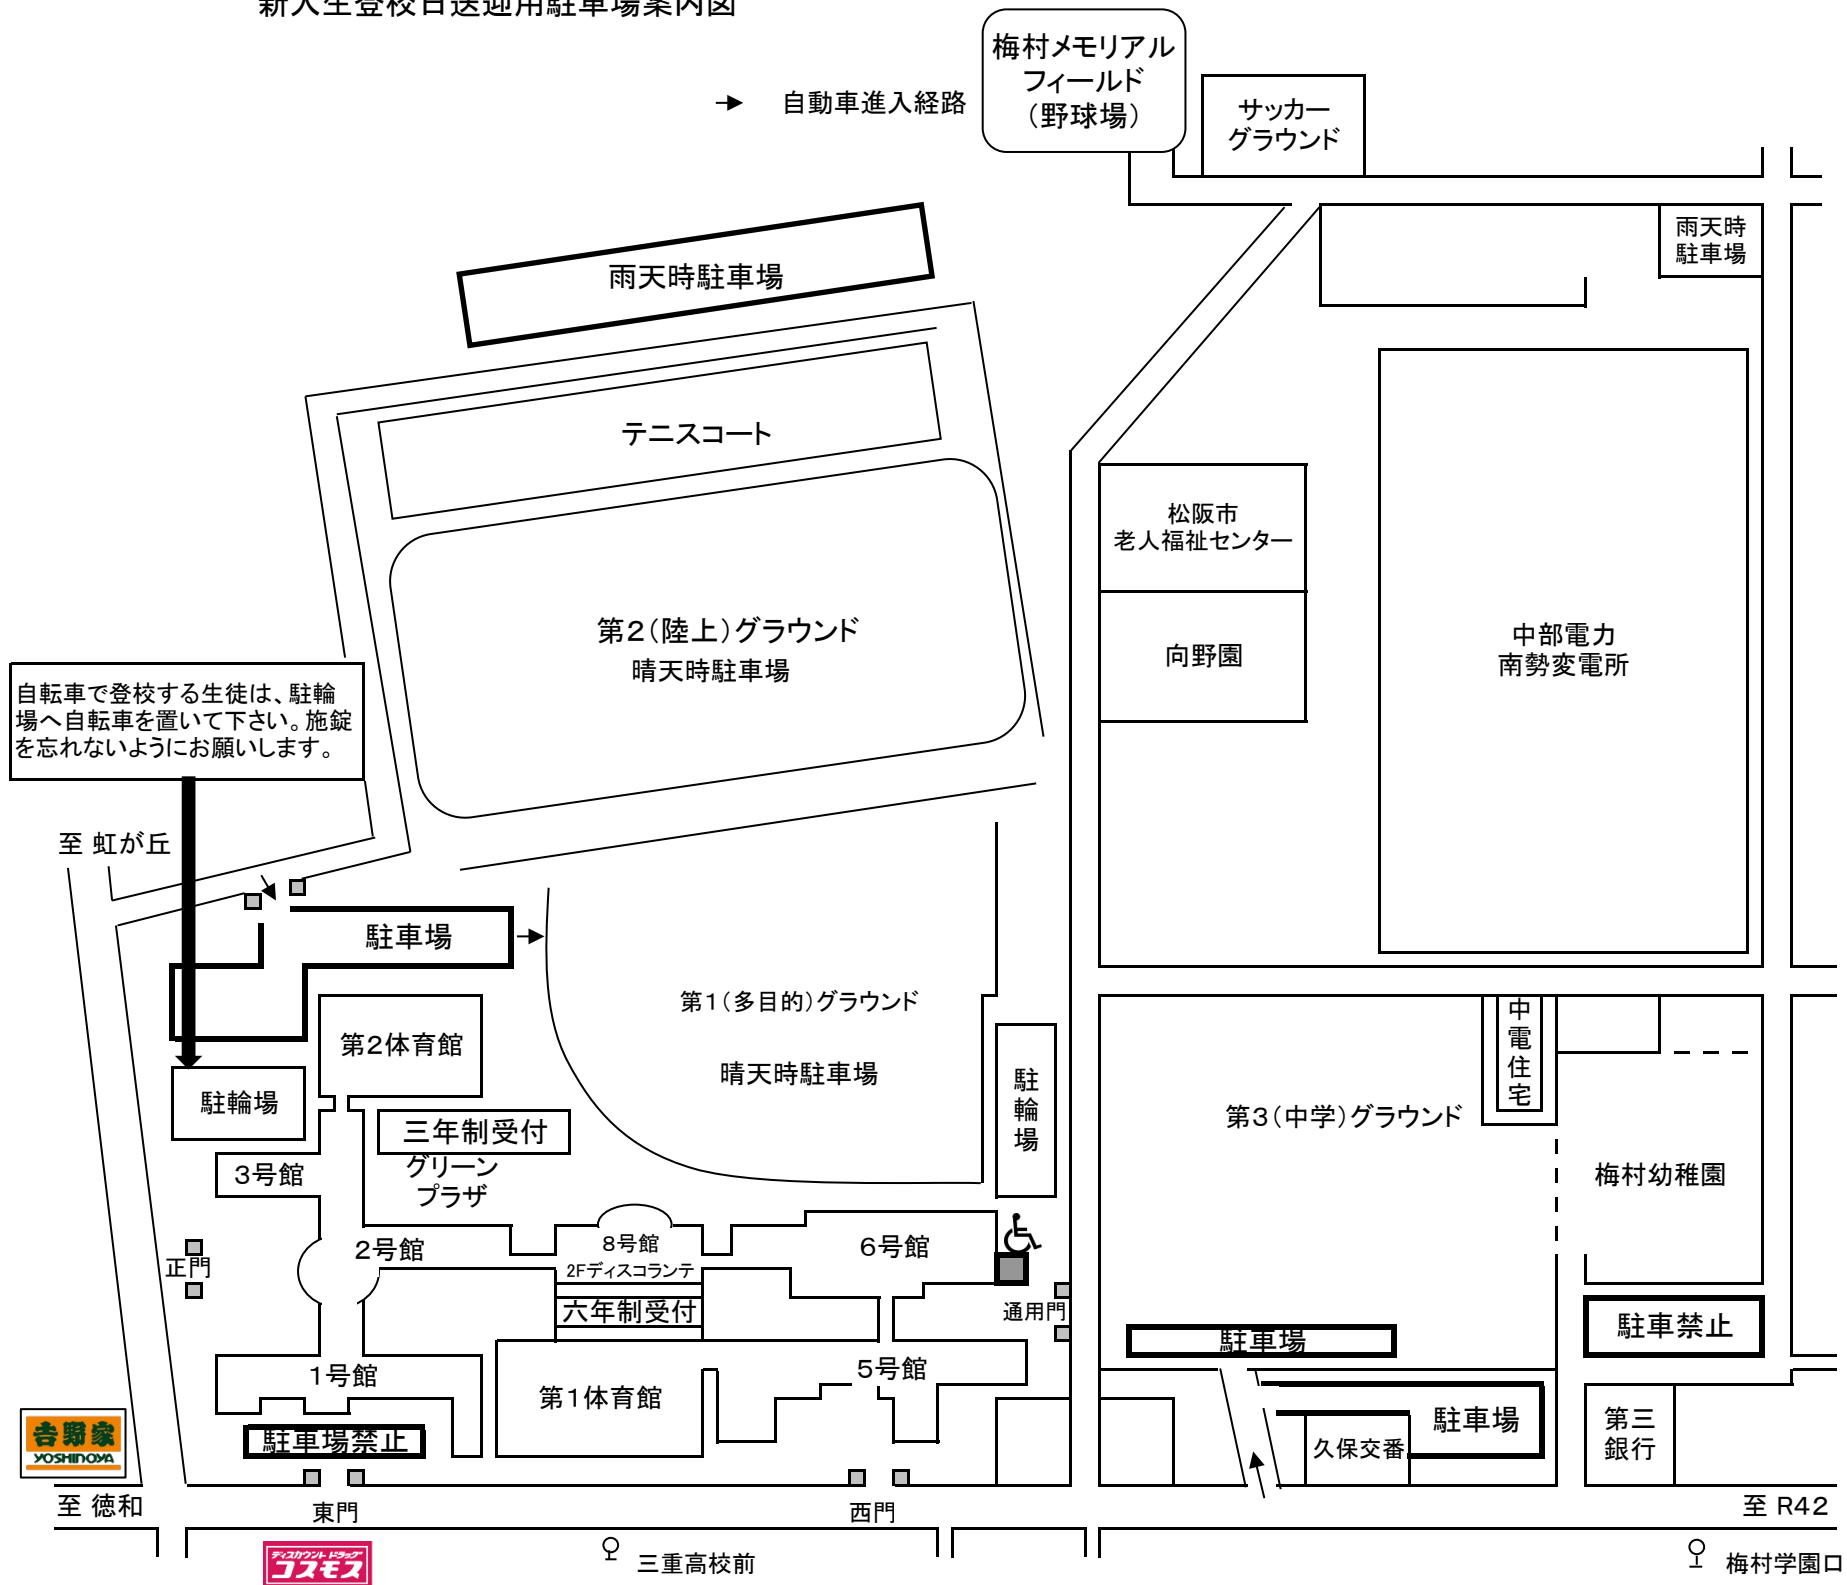 新入生登校日送迎用駐車場案内図
梅村メモリアル
フィールド
（野球場）
→ 自動車進入経路
サッカー
グラウンド
雨天時
駐車場
雨天時駐車場
テニスコート
松阪市
老人福祉センター
第２（陸上）グラウンド
晴天時駐車場
向野園
中部電力
南勢変電所
自転車で登校する生徒は、駐輪
場へ自転車を置いて下さい。施錠
を忘れないようにお願いします。
至 虹が丘
駐車場
第１（多目的）グラウンド
晴天時駐車場
第２体育館
駐輪場
駐輪場
中電住宅
第３（中学）グラウンド
三年制受付
グリーン
プラザ
３号館
梅村幼稚園
正門
２号館
８号館
２Fディスコランテ
６号館
六年制受付
通用門
駐車場
駐車禁止
１号館
第１体育館
５号館
駐車場禁止
駐車場
久保交番
第三
銀行
吉野家
YOSHINOYA
至 徳和
東門
西門
至 R42
ディスカウント ドラッグ
コスモス
三重高校前
梅村学園口